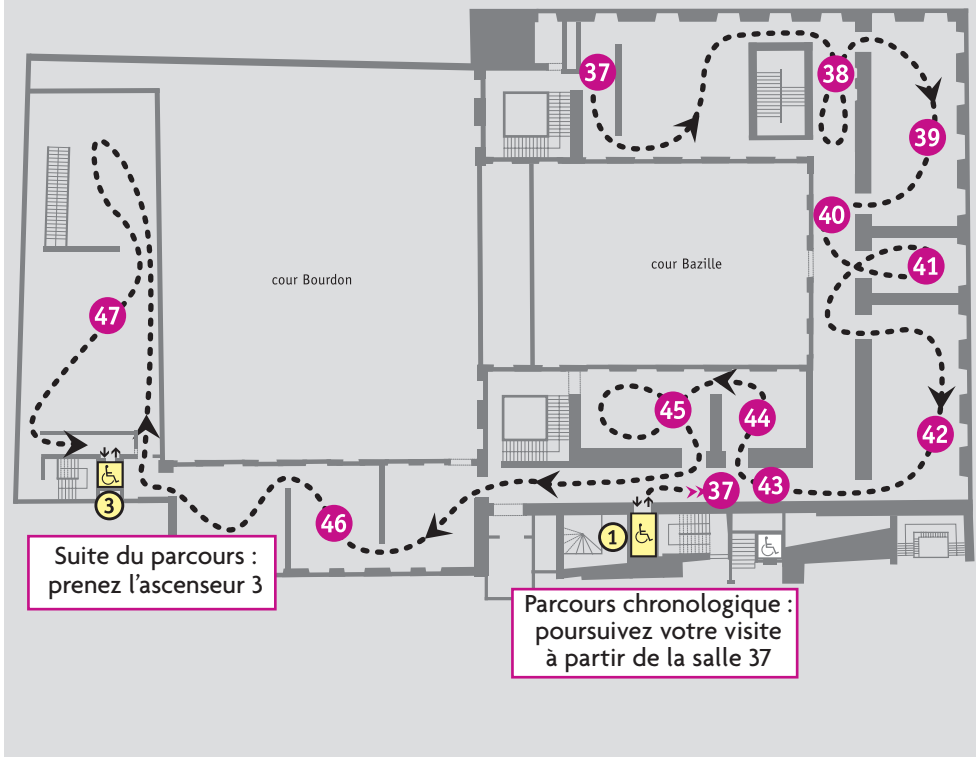 37
38
39
40
41
cour Bourdon
cour Bazille
47
42
45
44
37
43
46
3
1
Suite du parcours :
prenez l'ascenseur 3
Parcours chronologique :
poursuivez votre visite
à partir de la salle 37